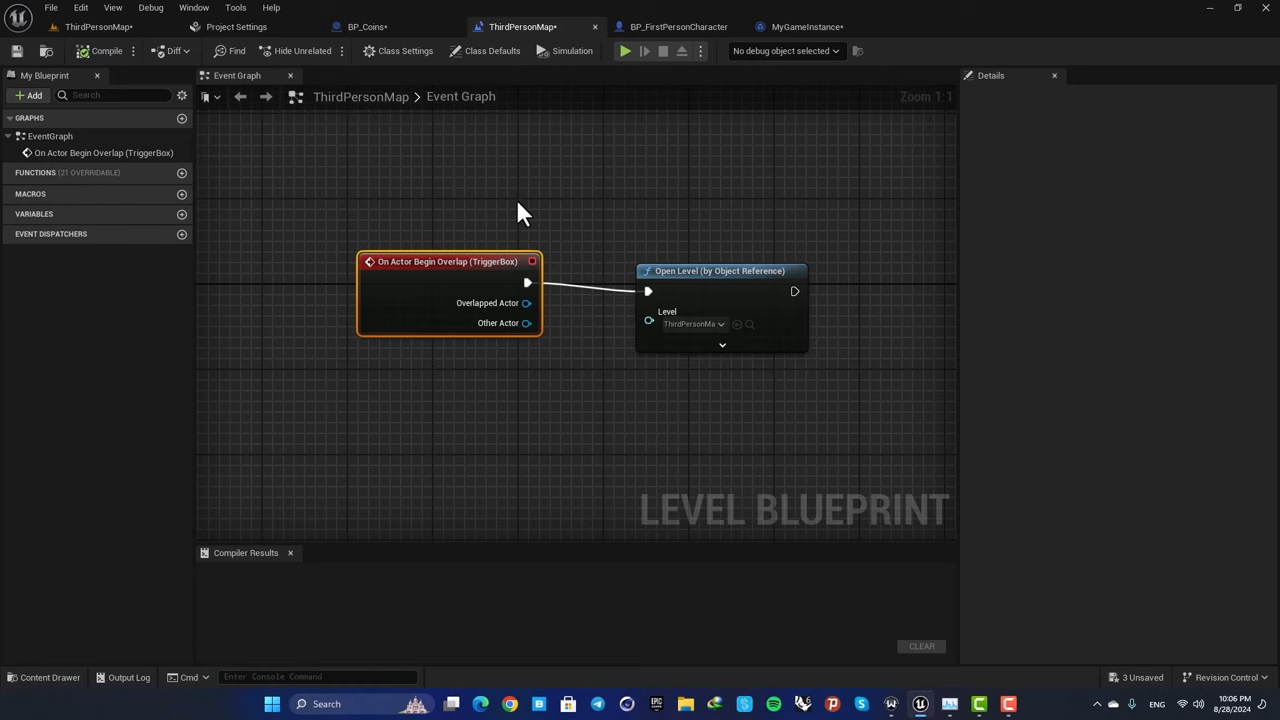 File Edit View Debug Window Tools Help
ThirdPersonMap• Project Settings BP_Coins• ThirdPersonMap• BP_FirstPersonCharacter MyGameInstance•
Compile Diff Find Hide Unrelated Class Settings Class Defaults Simulation No debug object selected
My Blueprint Event Graph Details
Add Search ThirdPersonMap > Event Graph Zoom 1:1
GRAPHS
EventGraph
On Actor Begin Overlap (TriggerBox)
FUNCTIONS (21 OVERRIDABLE)
MACROS
VARIABLES
EVENT DISPATCHERS
On Actor Begin Overlap (TriggerBox)
Overlapped Actor
Other Actor
Open Level (by Object Reference)
Level
ThirdPersonMa
LEVEL BLUEPRINT
Compiler Results
CLEAR
Content Drawer Output Log Cmd Enter Console Command 3 Unsaved Revision Control
Search ENG 10:06 PM
8/28/2024